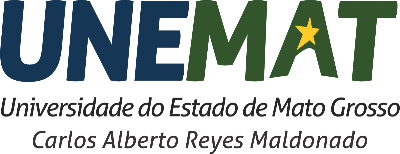 UNEMAT
Universidade do Estado de Mato Grosso
Carlos Alberto Reyes Maldonado